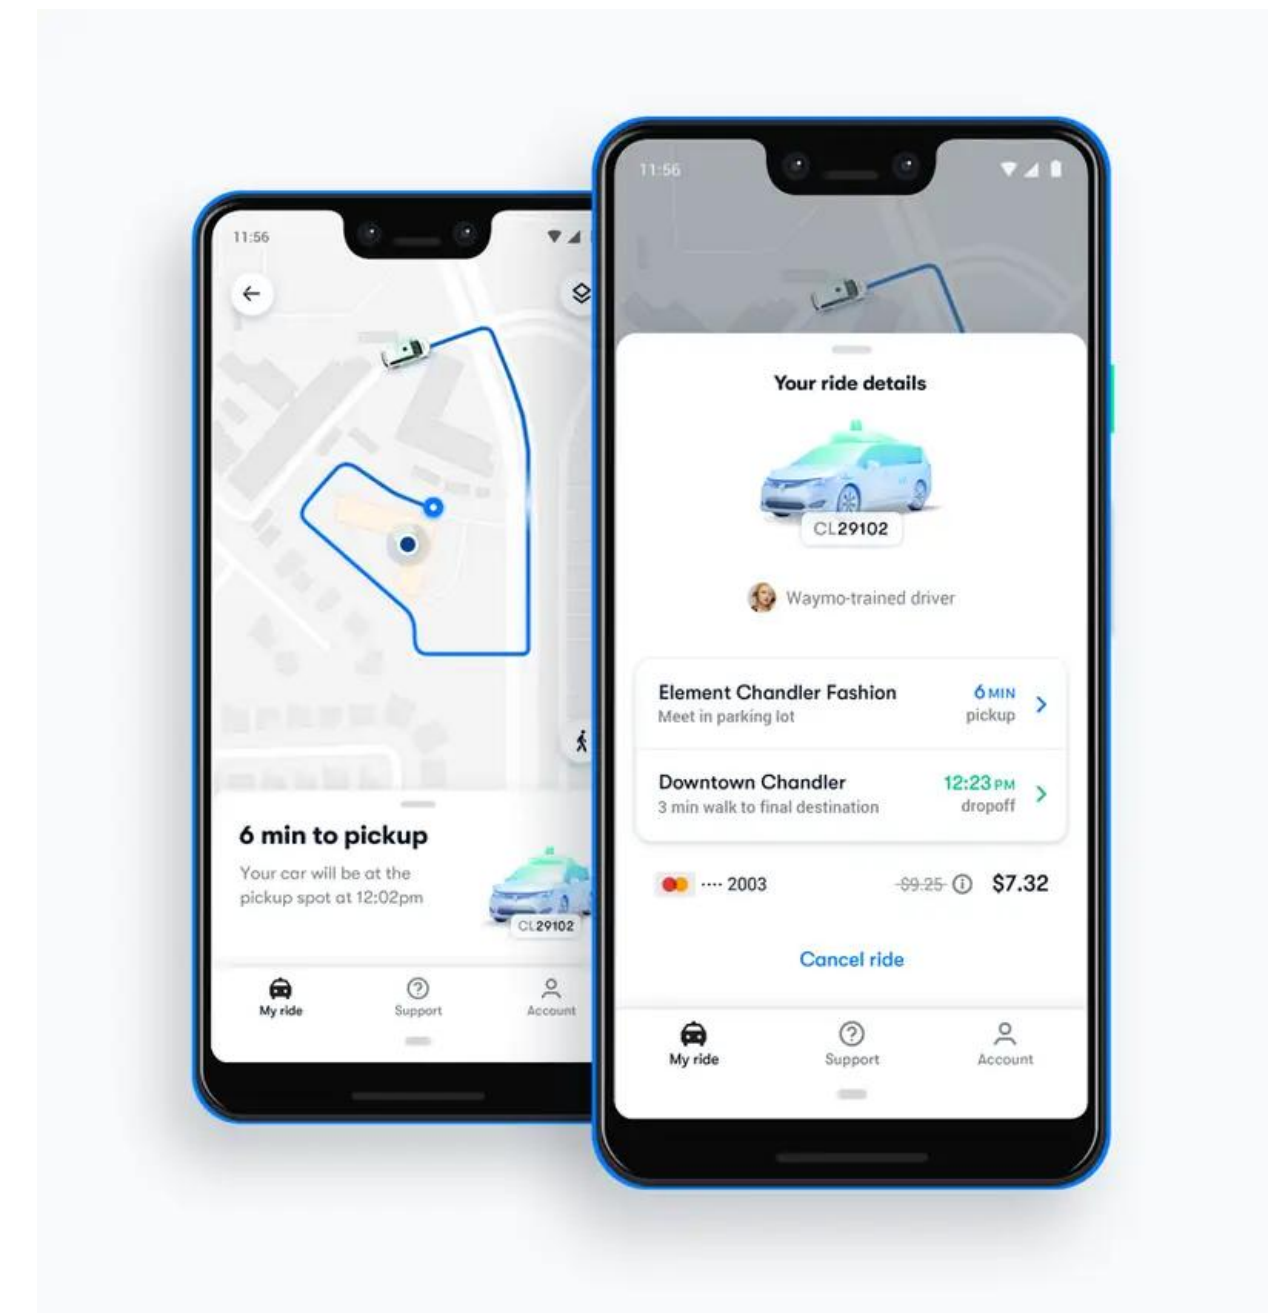 11:56
6 min to pickup
Your car will be at the
pickup spot at 12:02pm
CL29102
My ride
Support
Account
11:56
Your ride details
CL29102
Waymo-trained driver
Element Chandler Fashion
6 MIN
Meet in parking lot
pickup
Downtown Chandler
12:23 PM
3 min walk to final destination
dropoff
···· 2003
$9.25
$7.32
Cancel ride
My ride
Support
Account